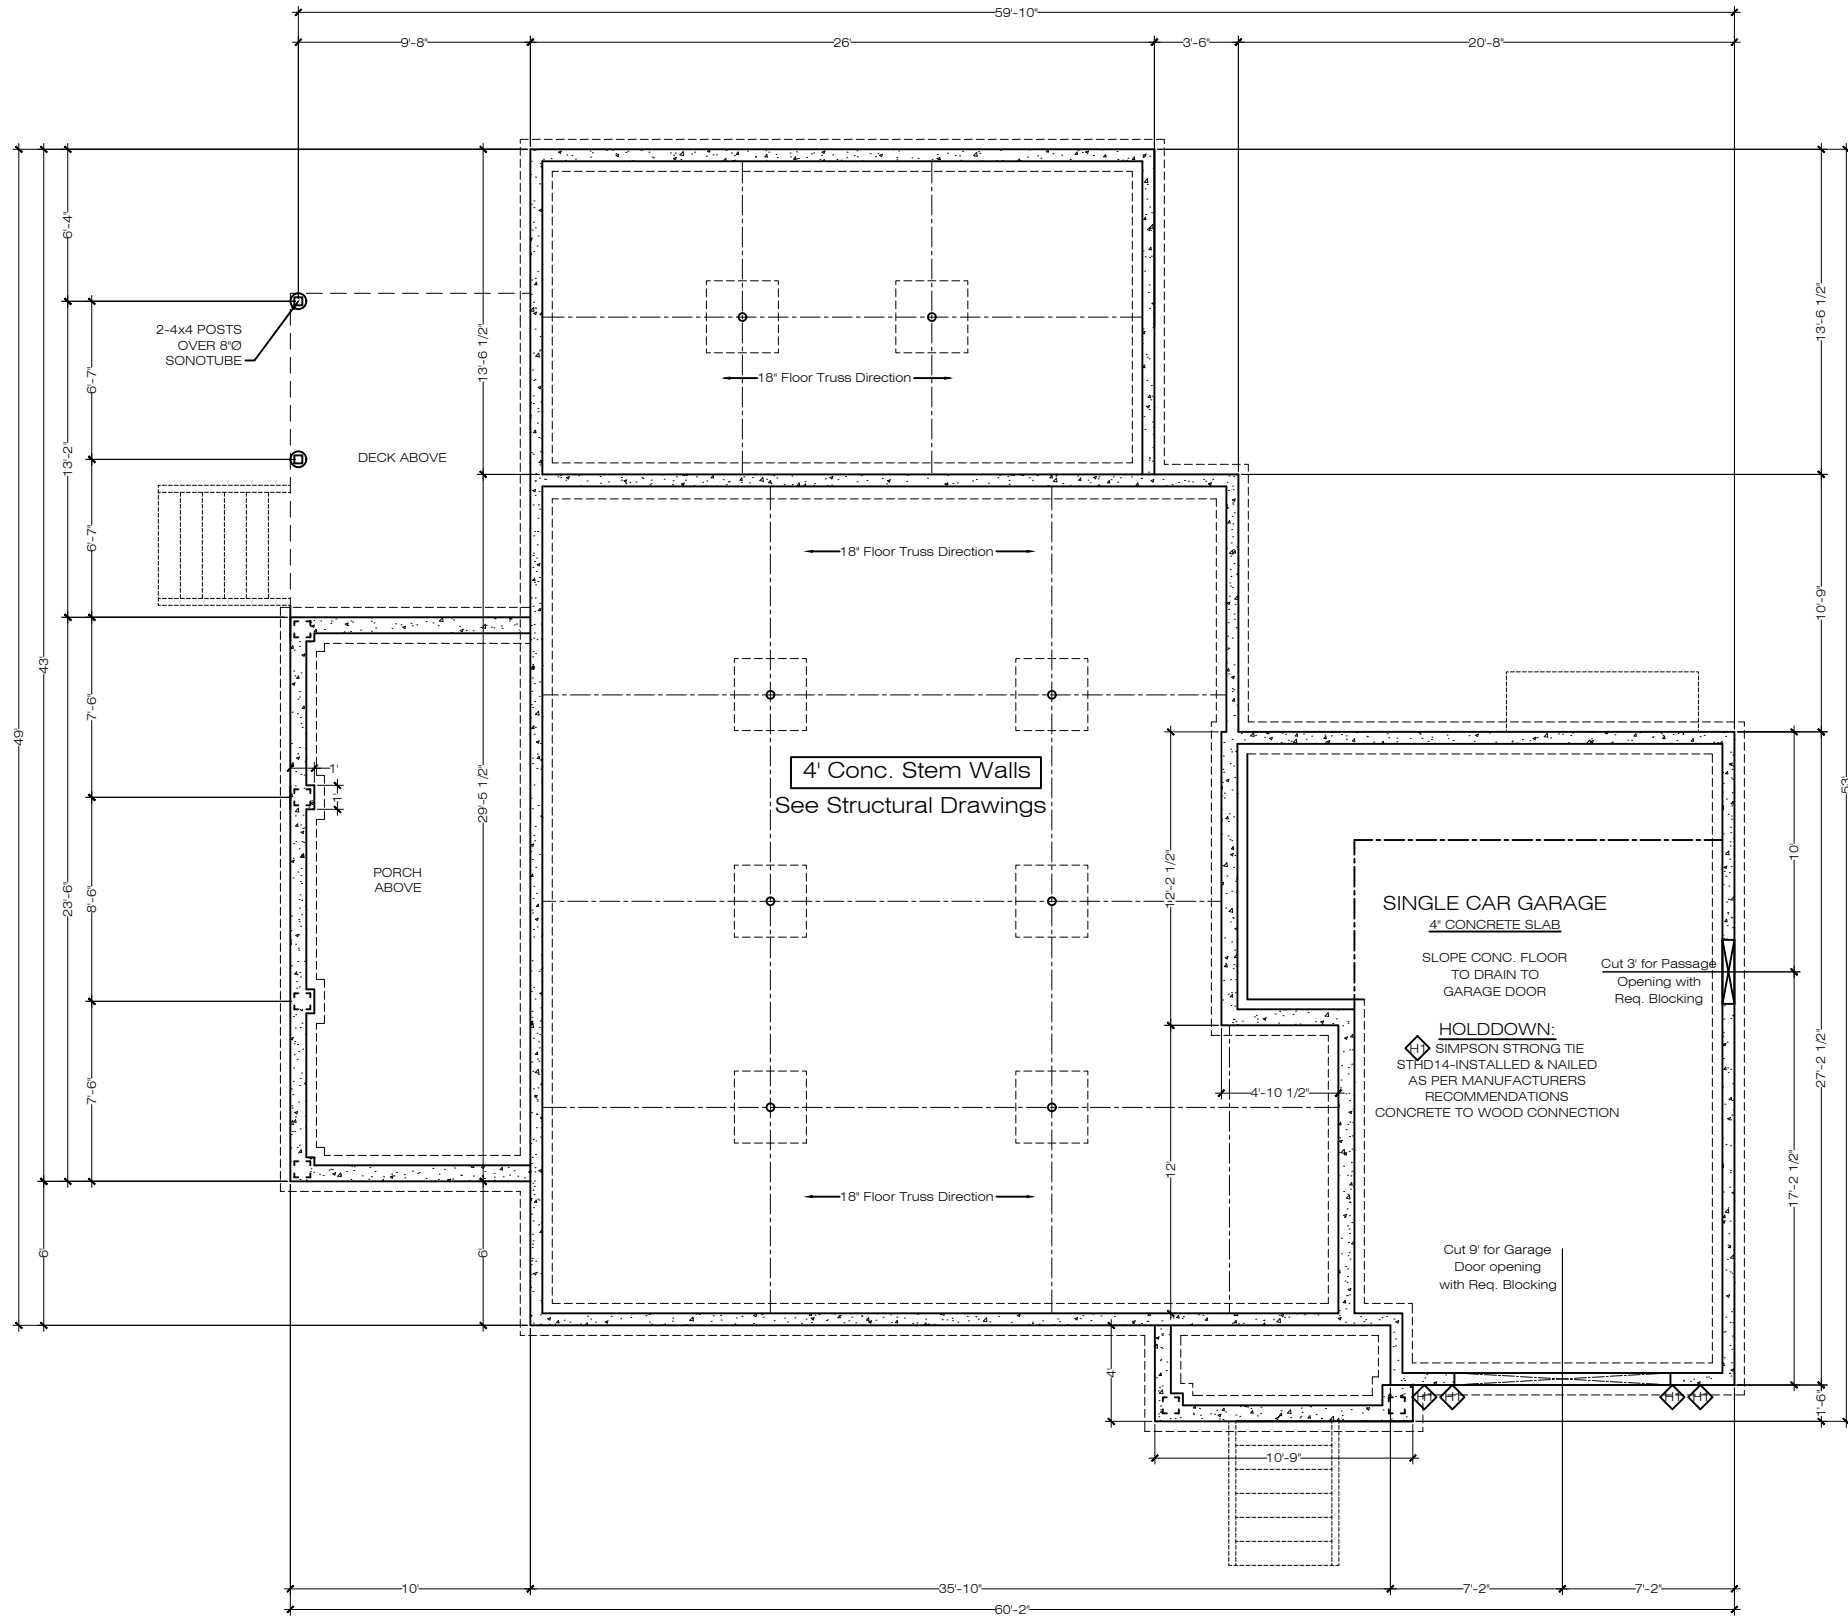 59'-10"
9'-8"
26'
3'-6"
20'-8"
6'-4"
13'-6 1/2"
13'-6 1/2"
2-4x4 POSTS
OVER 8"Ø
SONOTUBE
6'-7"
18" Floor Truss Direction
13'-2"
DECK ABOVE
6'-7"
18" Floor Truss Direction
10'-9"
43'
49'
7'-6"
1'
1'
29'-5 1/2"
4' Conc. Stem Walls
See Structural Drawings
53'
10'
12'-2 1/2"
PORCH
ABOVE
23'-6"
8'-6"
SINGLE CAR GARAGE
4" CONCRETE SLAB
SLOPE CONC. FLOOR
TO DRAIN TO
GARAGE DOOR
Cut 3' for Passage
Opening with
Req. Blocking
HOLDDOWN:
H1 SIMPSON STRONG TIE
STHD14-INSTALLED & NAILED
AS PER MANUFACTURERS
RECOMMENDATIONS
CONCRETE TO WOOD CONNECTION
27'-2 1/2"
7'-6"
4'-10 1/2"
12'
17'-2 1/2"
18" Floor Truss Direction
6'
6'
Cut 9' for Garage
Door opening
with Req. Blocking
4'
H1
H1
H1
H1
1'-6"
10'-9"
10'
35'-10"
7'-2"
7'-2"
60'-2"